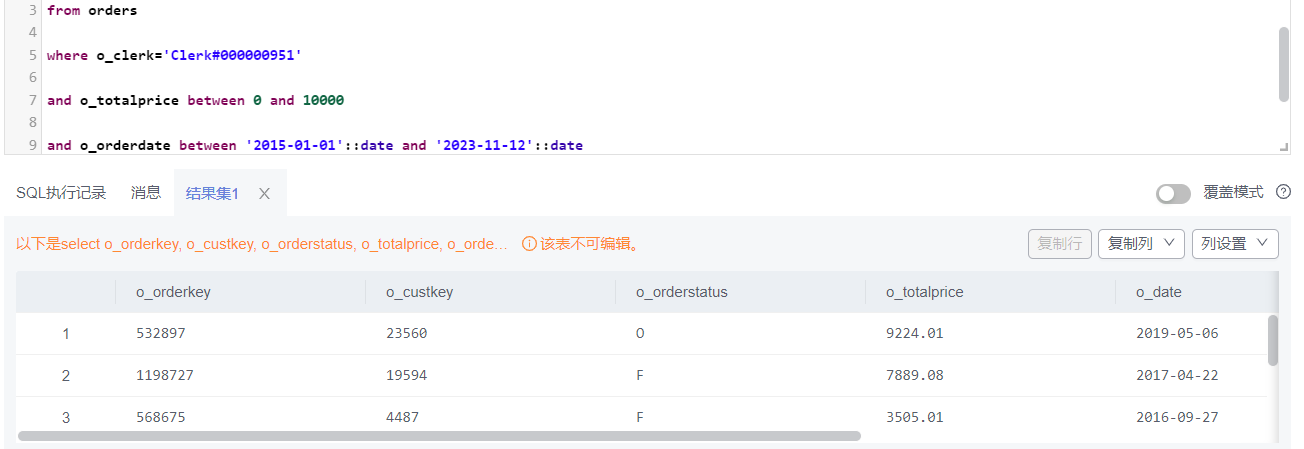 3 from orders
4
5 where o_clerk='Clerk#000000951'
6
7 and o_totalprice between 0 and 10000
8
9 and o_orderdate between '2015-01-01'::date and '2023-11-12'::date
SQL执行记录 消息 结果集1 覆盖模式
以下是select o_orderkey, o_custkey, o_orderstatus, o_totalprice, o_orde... 该表不可编辑。 复制行 复制列 列设置
o_orderkey o_custkey o_orderstatus o_totalprice o_date
1 532897 23560 O 9224.01 2019-05-06
2 1198727 19594 F 7889.08 2017-04-22
3 568675 4487 F 3505.01 2016-09-27